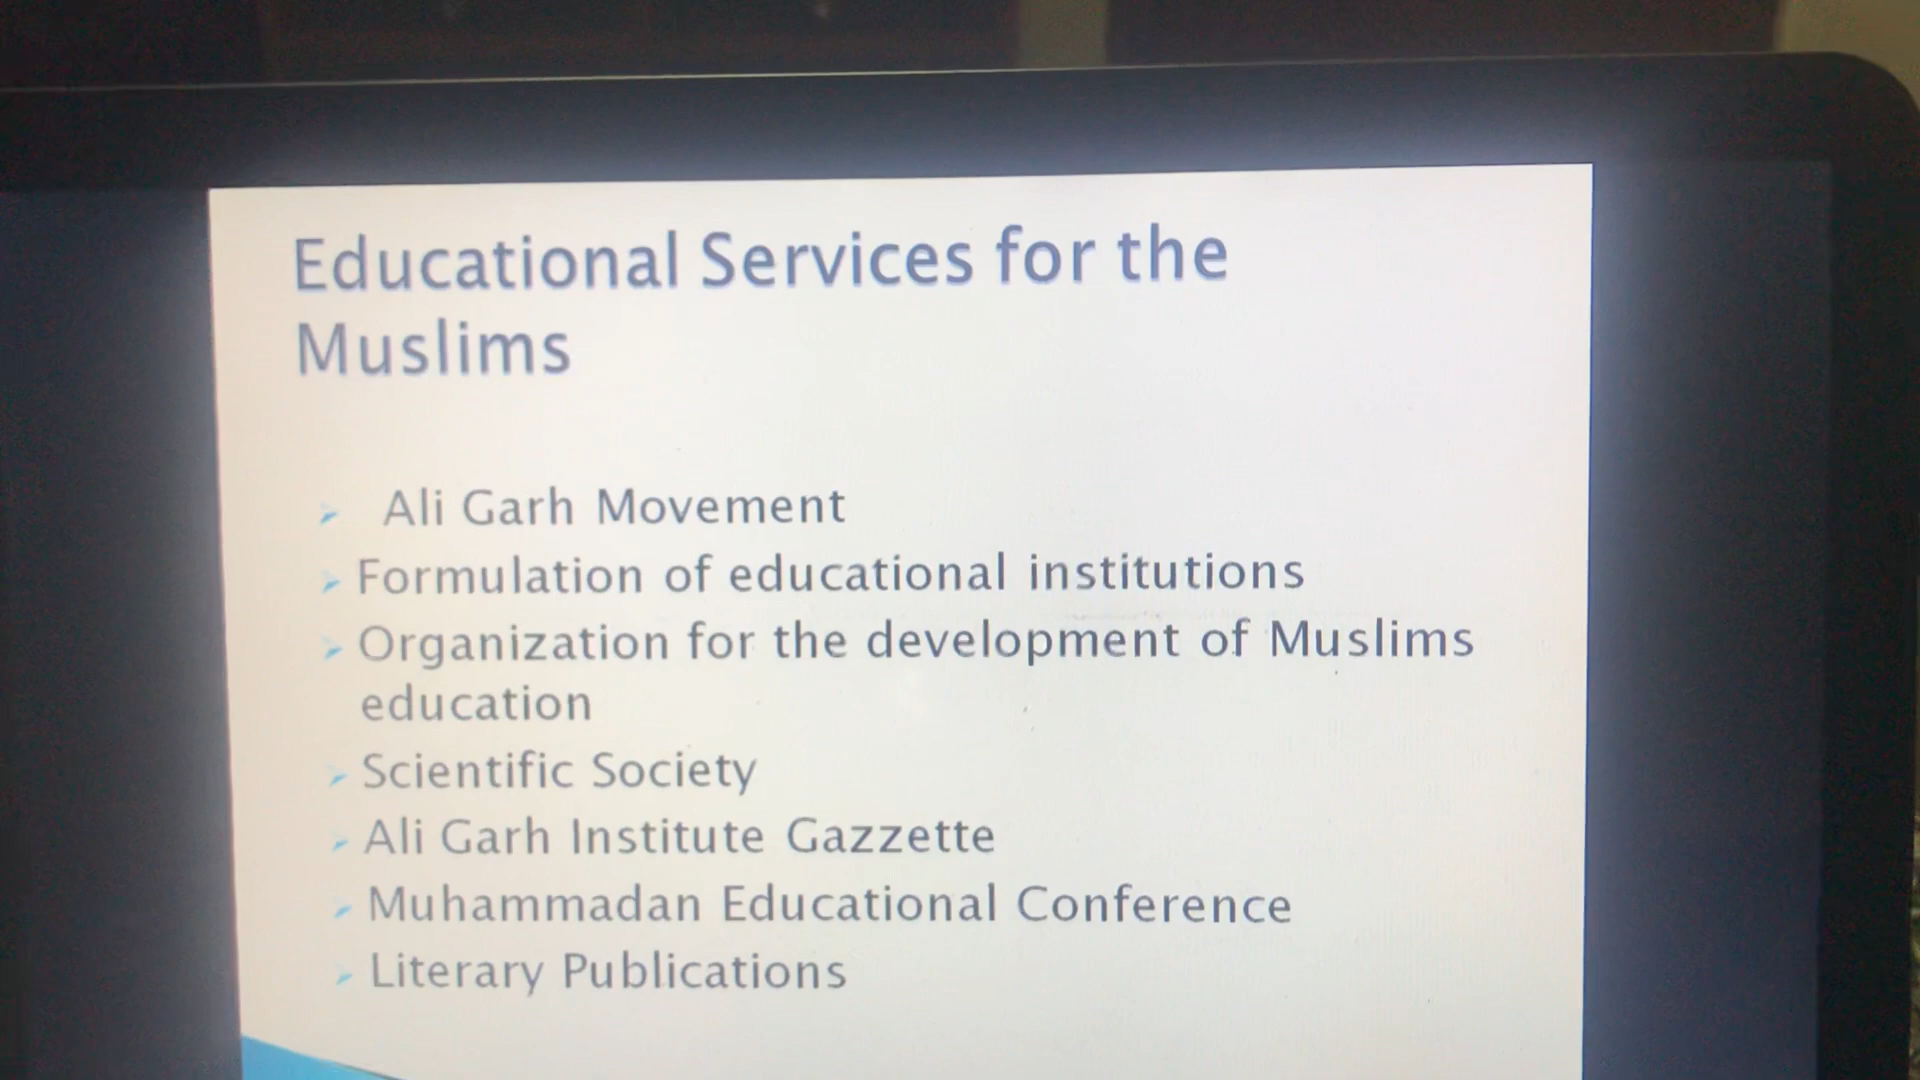 Educational Services for the
Muslims
Ali Garh Movement
Formulation of educational institutions
Organization for the development of Muslims
education
Scientific Society
Ali Garh Institute Gazzette
Muhammadan Educational Conference
Literary Publications